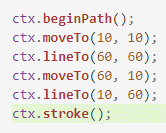 ctx.beginPath();
ctx.moveTo(10, 10);
ctx.lineTo(60, 60);
ctx.moveTo(60, 10);
ctx.lineTo(10, 60);
ctx.stroke();